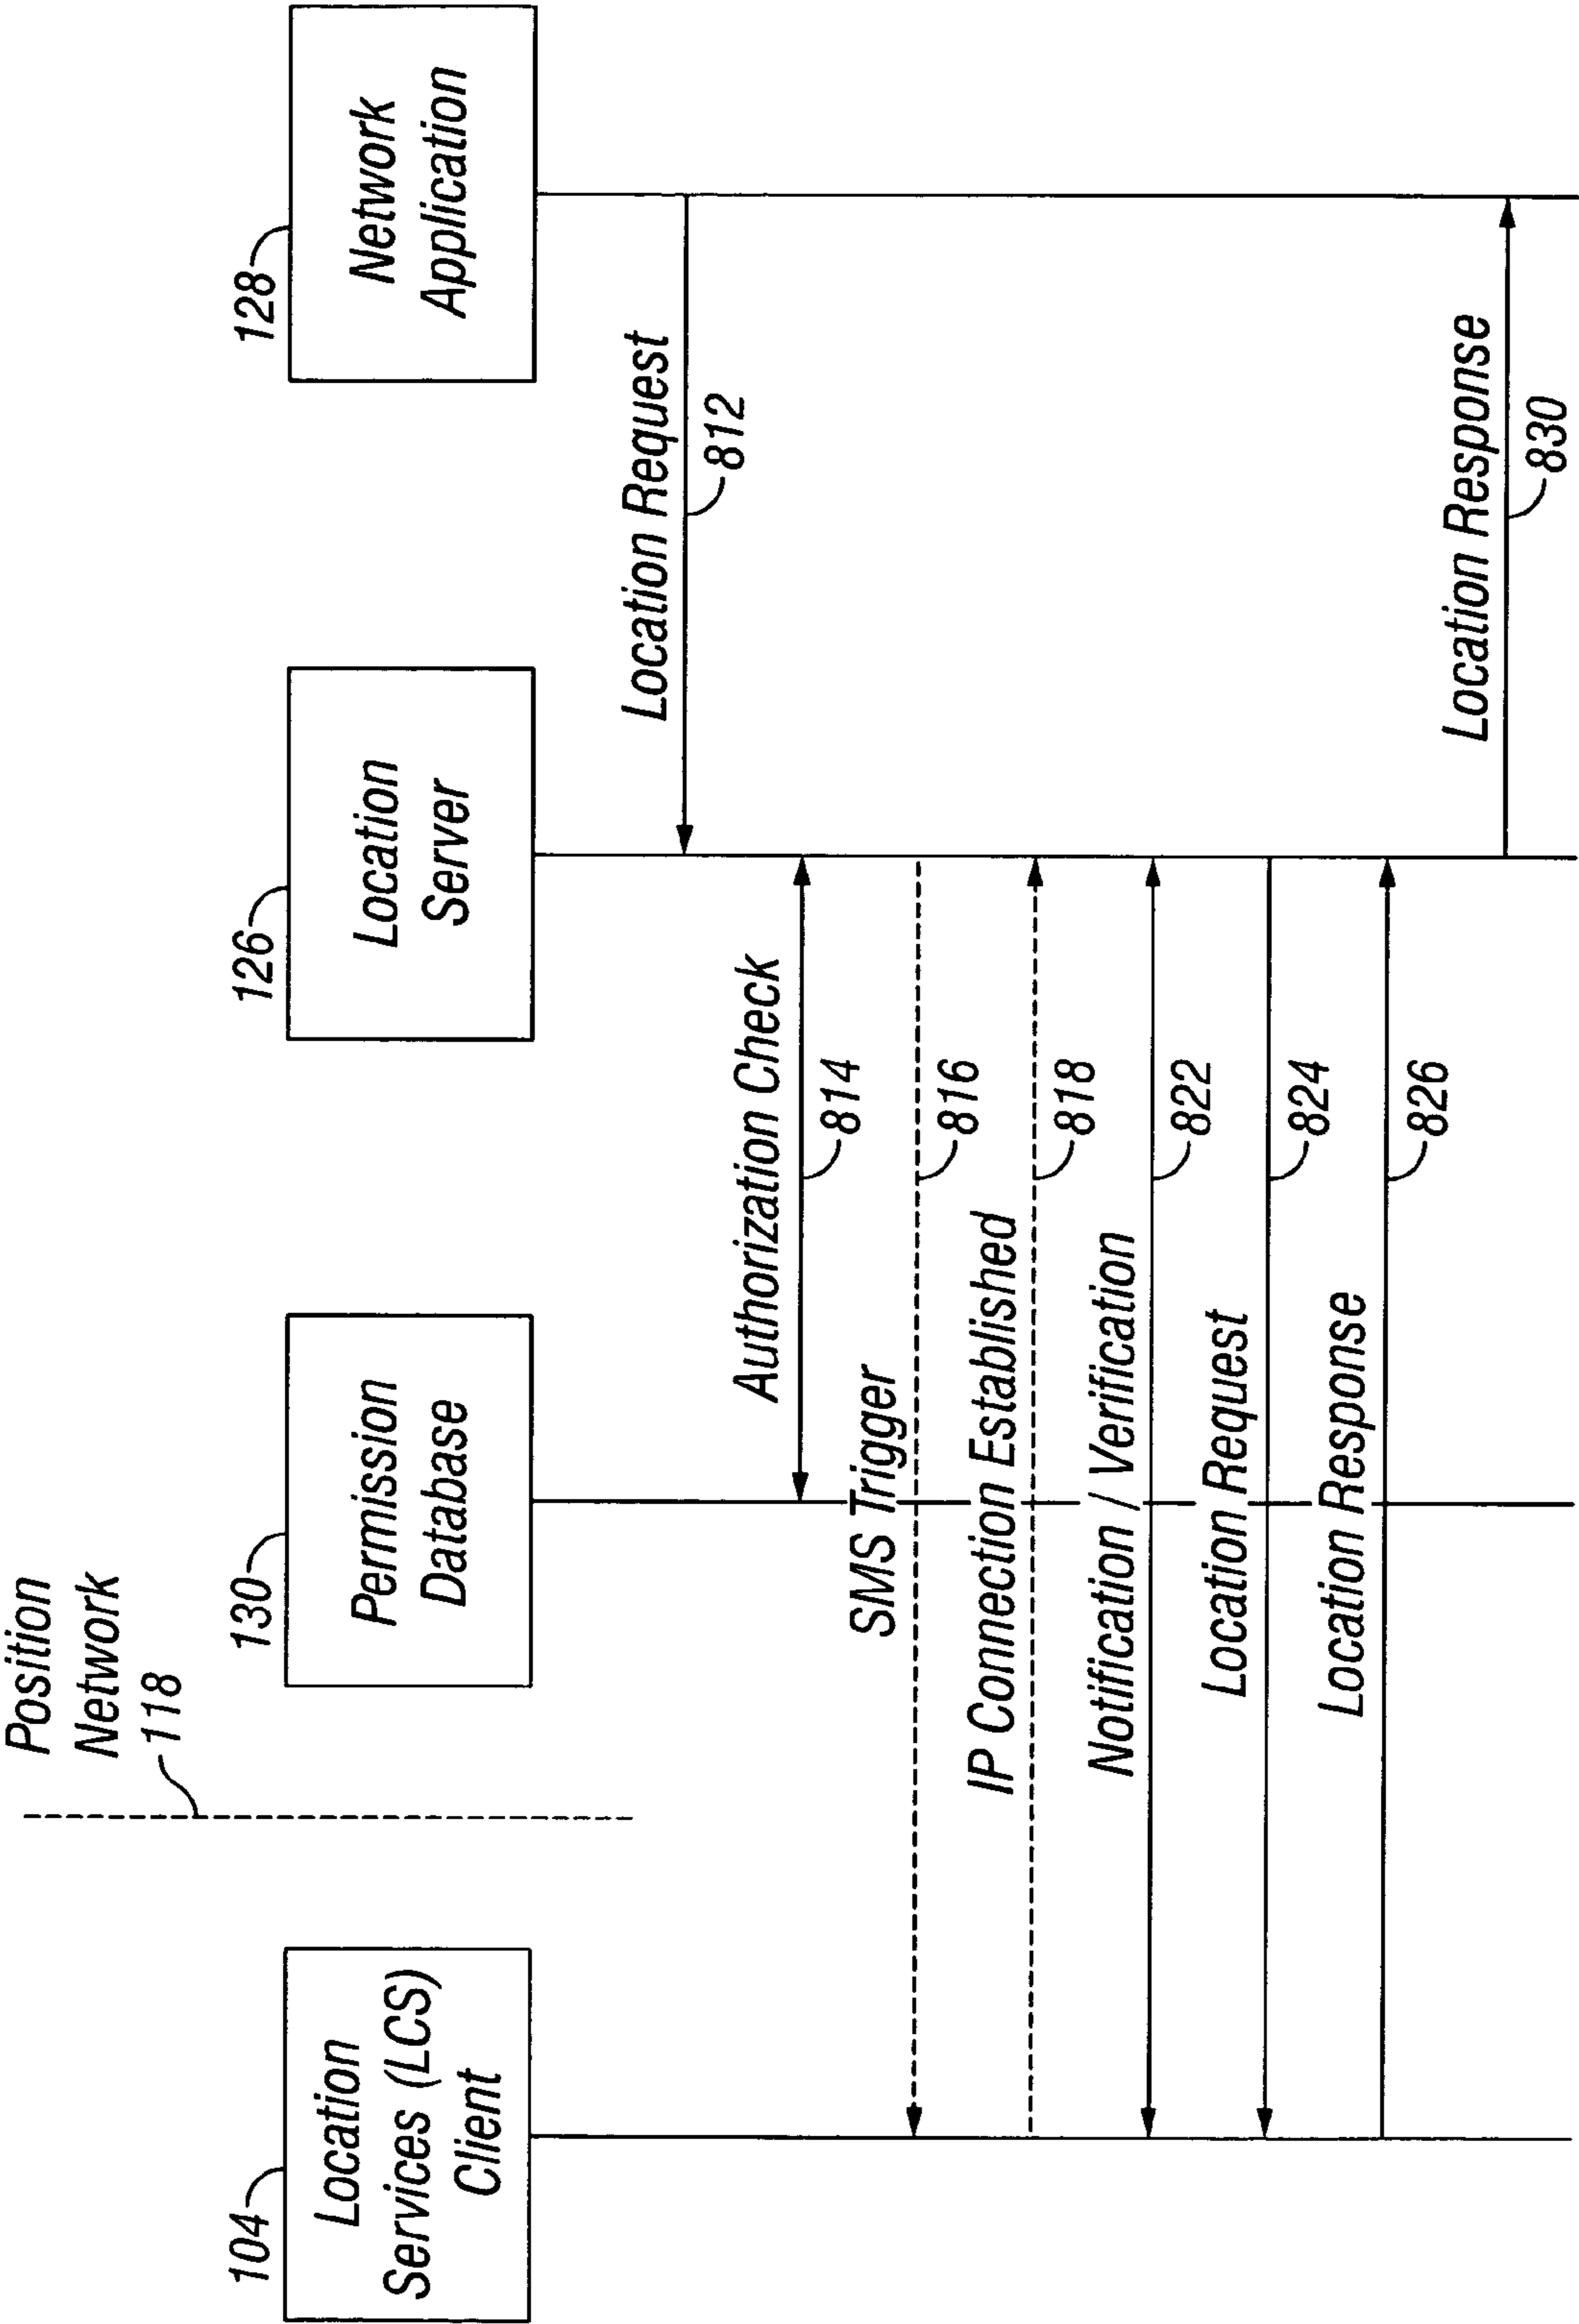 Position
Network
118
104
130
126
128
Location
Services (LCS)
Client
Permission
Database
Location
Server
Network
Application
Location Request
812
Authorization Check
814
SMS Trigger
816
IP Connection Established
818
Notification / Verification
822
Location Request
824
Location Response
826
Location Response
830